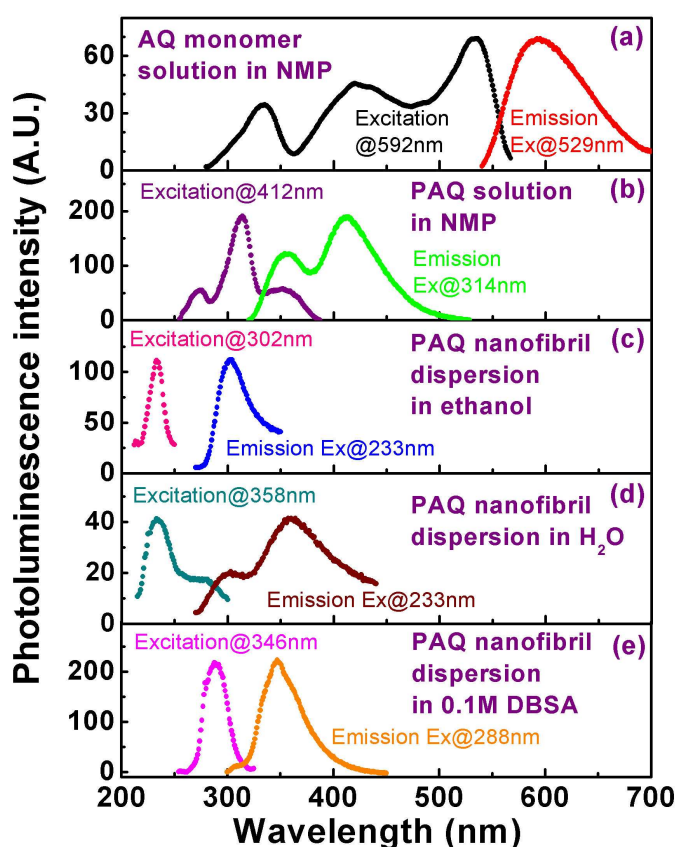 Photoluminescence intensity (A.U.)
AQ monomer
solution in NMP
(a)
Excitation
@592nm
Emission
Ex@529nm
60
30
0
Excitation@412nm
PAQ solution
in NMP
(b)
Emission
Ex@314nm
200
100
0
Excitation@302nm
PAQ nanofibril
dispersion
in ethanol
(c)
Emission Ex@233nm
100
50
0
Excitation@358nm
PAQ nanofibril
dispersion in H₂O
(d)
Emission Ex@233nm
40
20
0
Excitation@346nm
PAQ nanofibril
dispersion
in 0.1M DBSA
(e)
Emission Ex@288nm
200
100
0
200 300 400 500 600 700
Wavelength (nm)